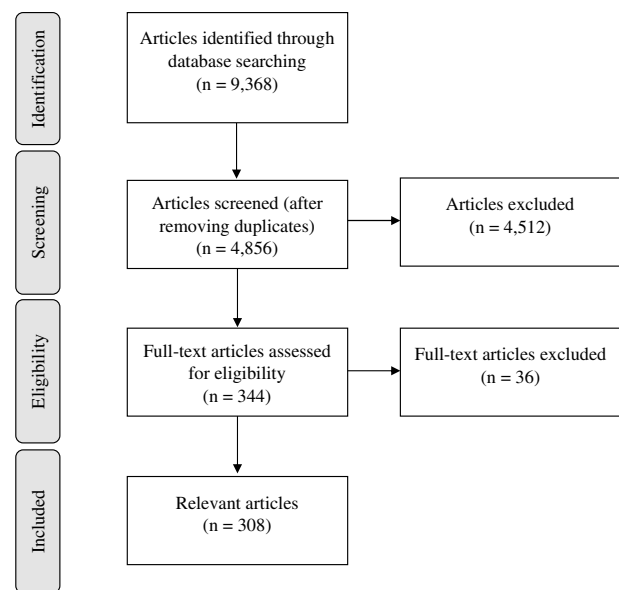 Identification
Articles identified through
database searching
(n = 9,368)
Screening
Articles screened (after
removing duplicates)
(n = 4,856)
Articles excluded
(n = 4,512)
Eligibility
Full-text articles assessed
for eligibility
(n = 344)
Full-text articles excluded
(n = 36)
Included
Relevant articles
(n = 308)